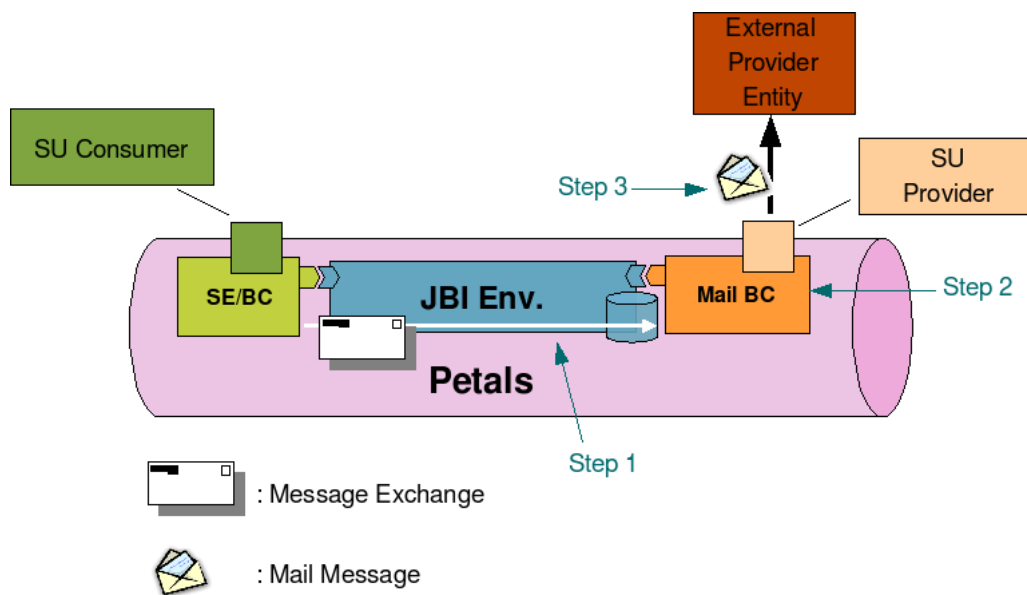 External
Provider
Entity
SU Consumer
SU
Provider
Step 3
SE/BC
JBI Env.
Mail BC
Step 2
Petals
Step 1
: Message Exchange
: Mail Message